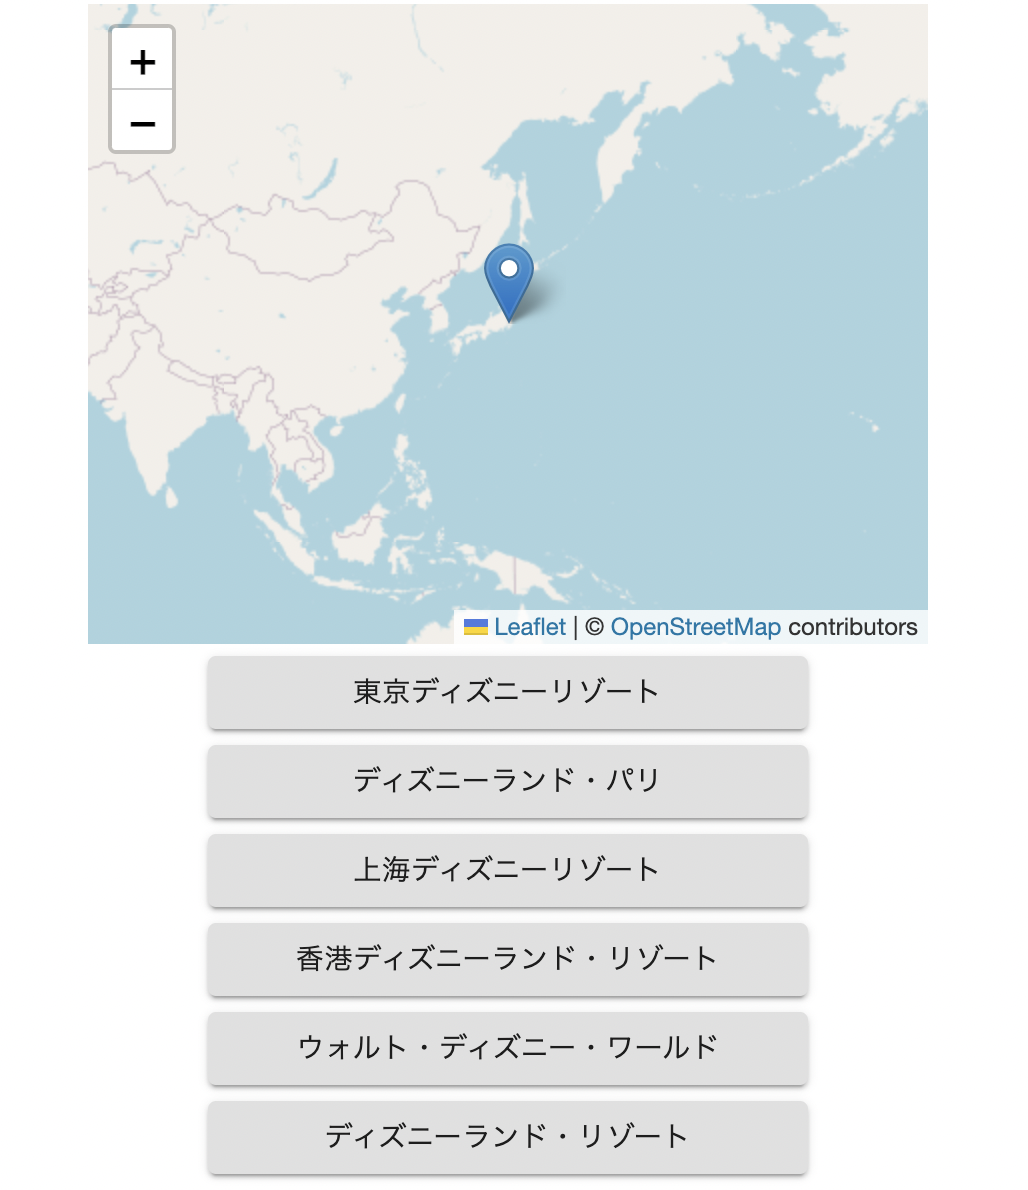 +
−
Leaflet | © OpenStreetMap contributors
東京ディズニーリゾート
ディズニーランド・パリ
上海ディズニーリゾート
香港ディズニーランド・リゾート
ウォルト・ディズニー・ワールド
ディズニーランド・リゾート